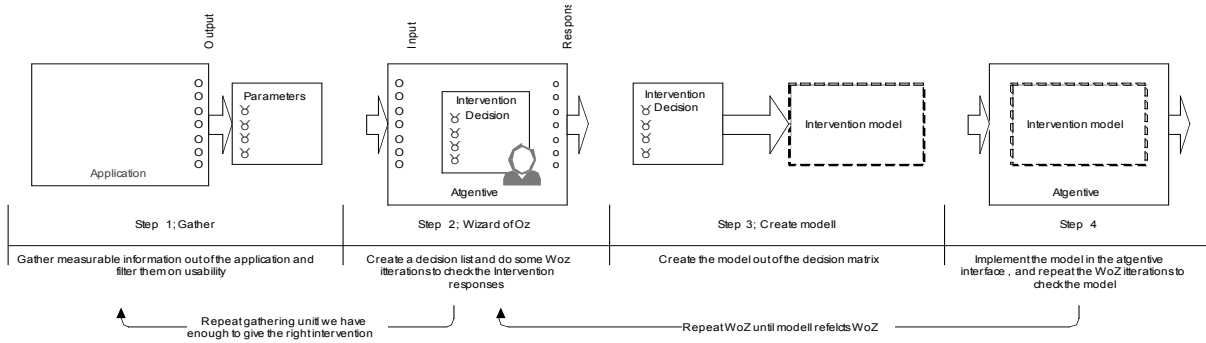 Output
Input
Respons
Parameters
Application
Intervention
Decision
Atgentive
Intervention
Decision
Intervention model
Intervention model
Atgentive
Step 1; Gather
Step 2; Wizard of Oz
Step 3; Create modell
Step 4
Gather measurable information out of the application and
filter them on usability
Create a decision list and do some Woz
itterations to check the Intervention
responses
Create the model out of the decision matrix
Implement the model in the atgentive
interface, and repeat the WoZ itterations to
check the model
Repeat gathering unitl we have
enough to give the right intervention
Repeat WoZ until modell refelcts WoZ